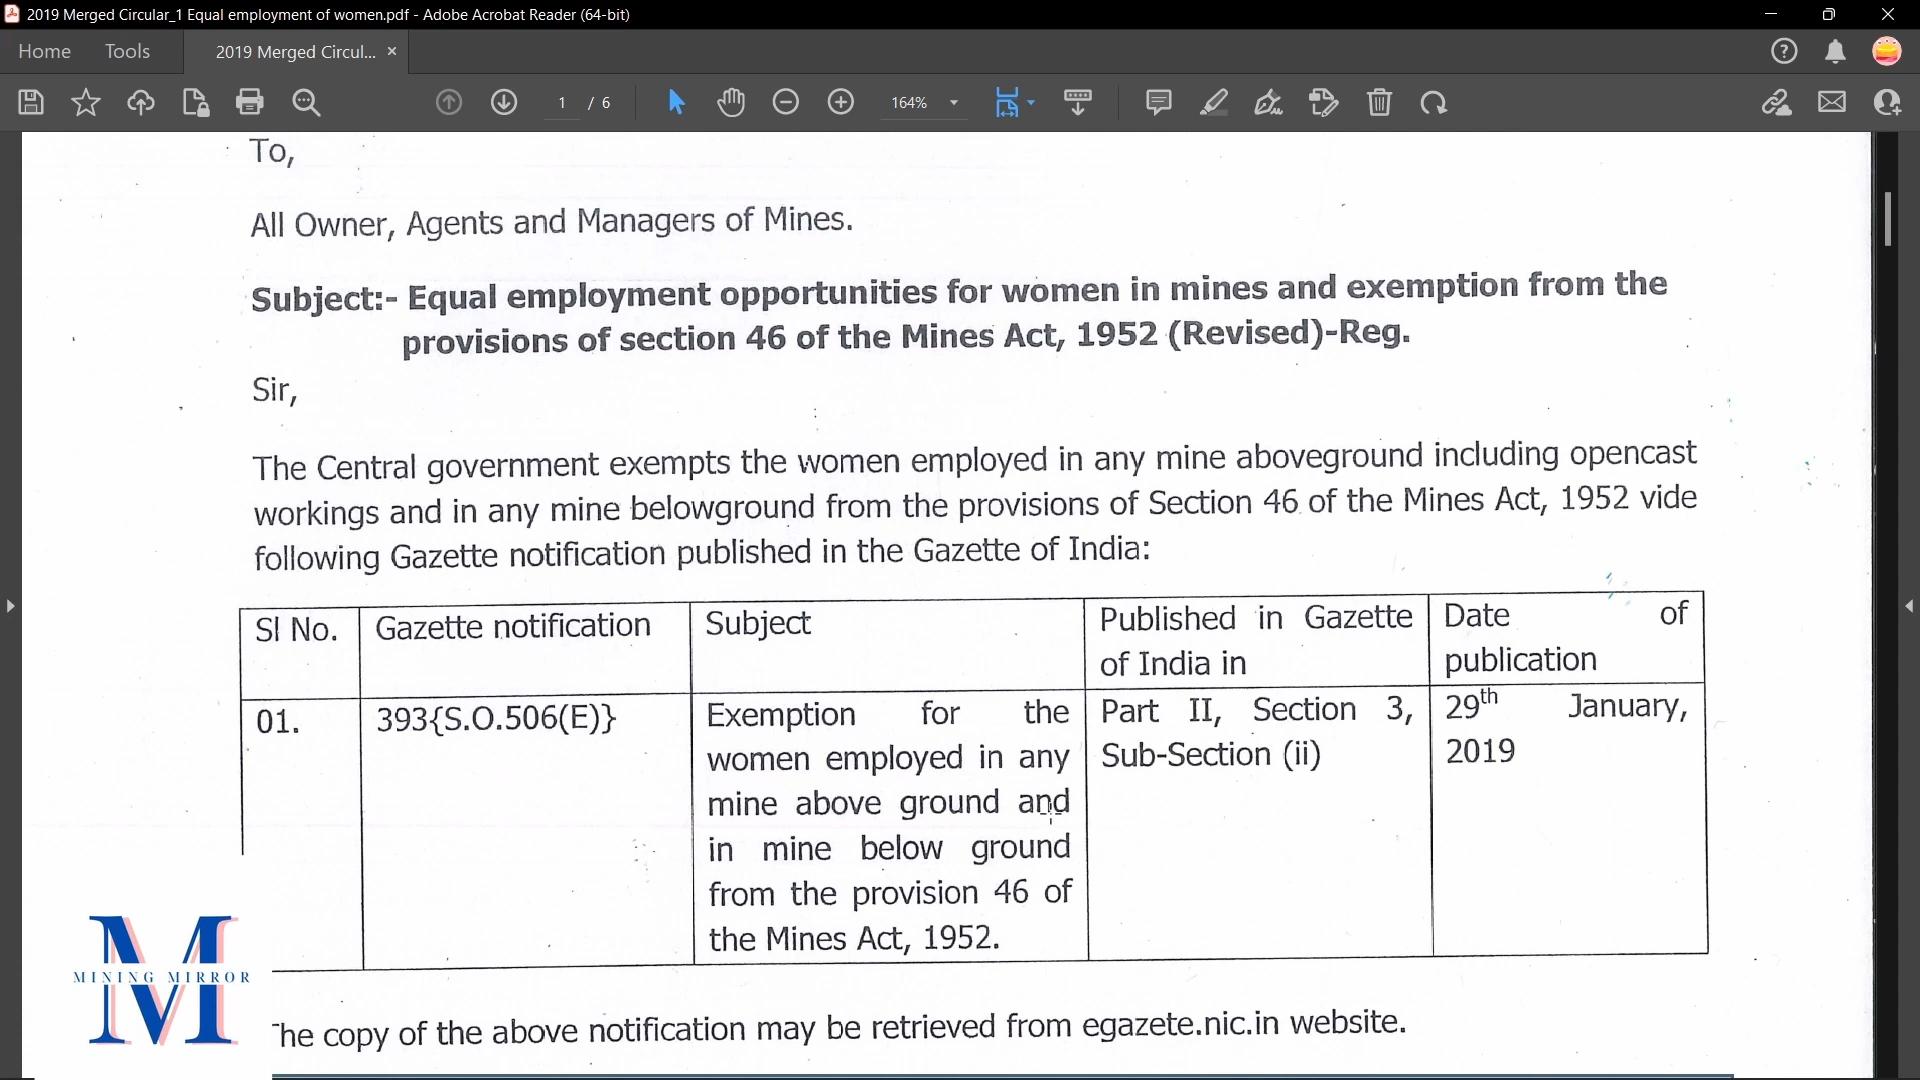 2019 Merged Circular_1 Equal employment of women.pdf - Adobe Acrobat Reader (64-bit)
Home Tools 2019 Merged Circul... ×
1 / 6 164%
To,
All Owner, Agents and Managers of Mines.
Subject:- Equal employment opportunities for women in mines and exemption from the
provisions of section 46 of the Mines Act, 1952 (Revised)-Reg.
Sir,
The Central government exempts the women employed in any mine aboveground including opencast
workings and in any mine belowground from the provisions of Section 46 of the Mines Act, 1952 vide
following Gazette notification published in the Gazette of India:
Sl No. Gazette notification Subject Published in Gazette Date of
of India in publication
01. 393{S.O.506(E)} Exemption for the Part II, Section 3, 29th January,
women employed in any Sub-Section (ii) 2019
mine above ground and
in mine below ground
from the provision 46 of
the Mines Act, 1952.
M
MINING MIRROR
he copy of the above notification may be retrieved from egazete.nic.in website.